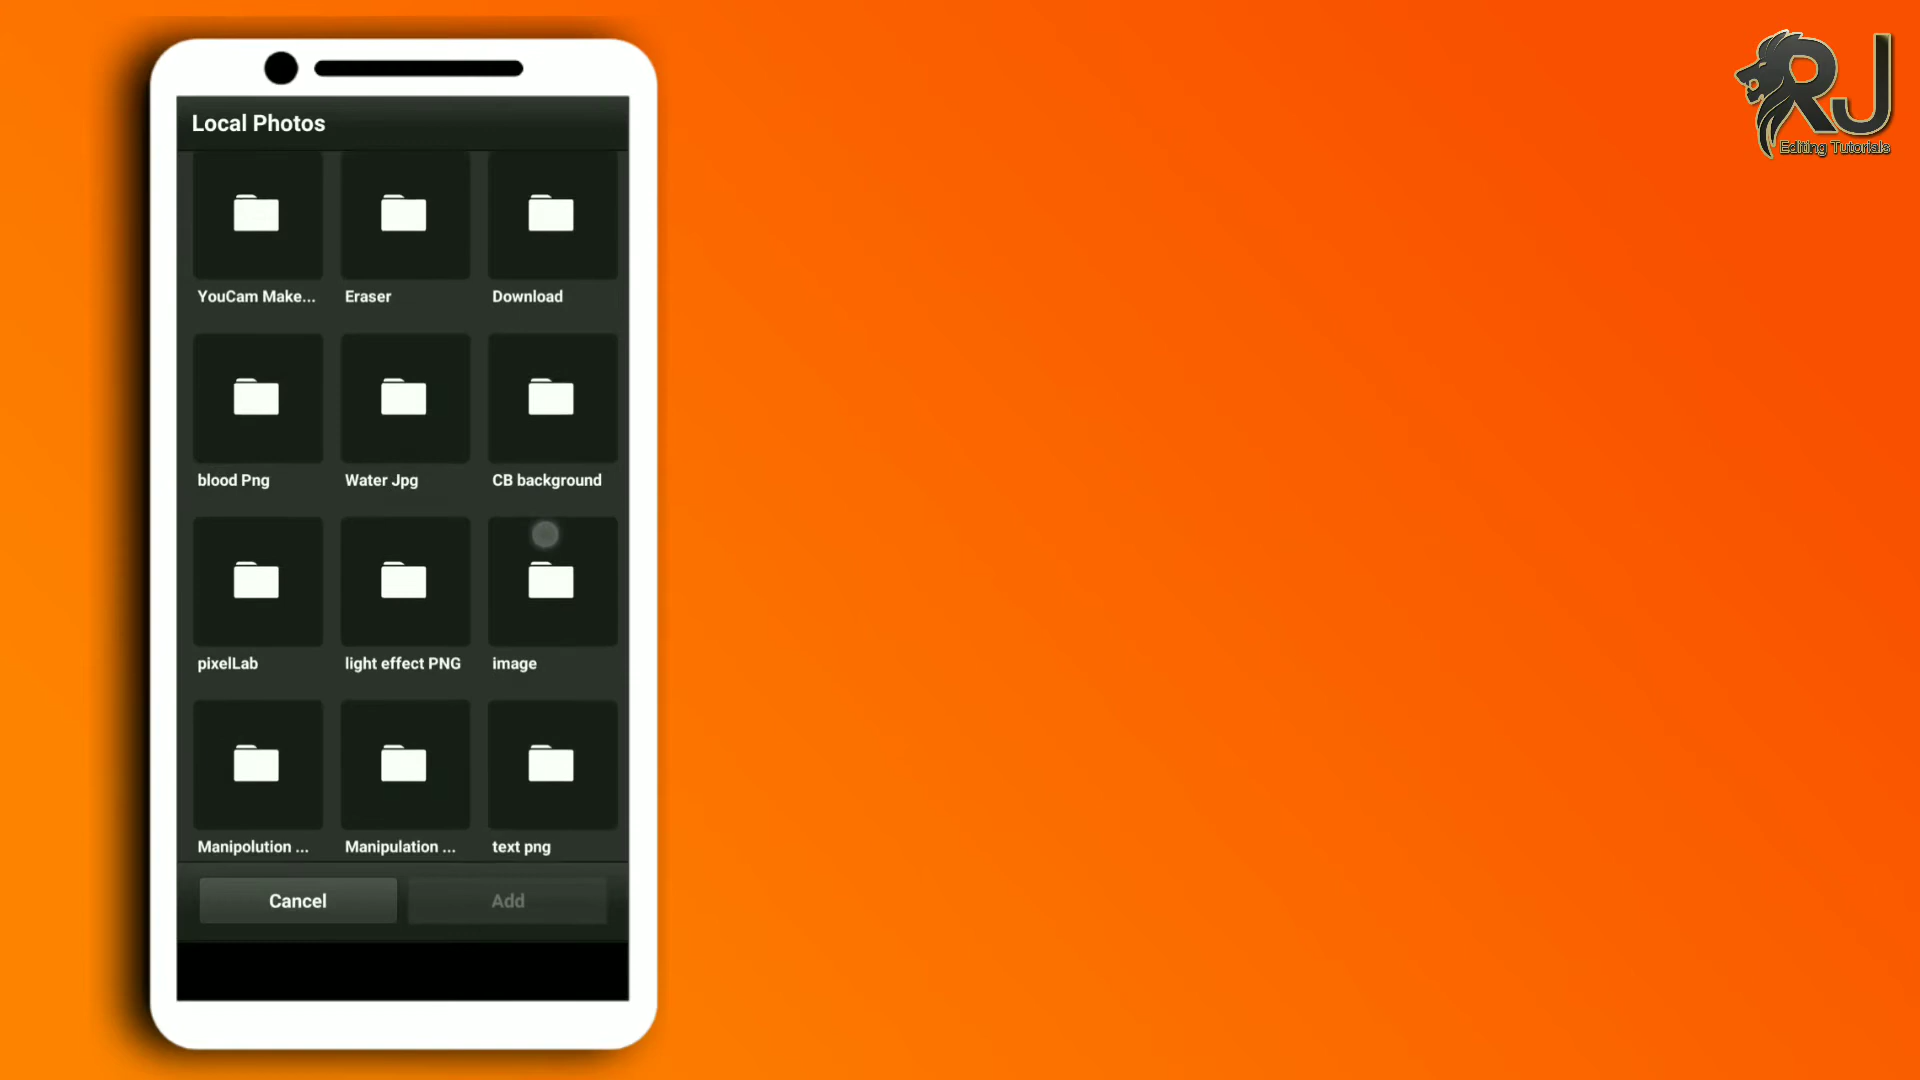 Local Photos
YouCam Make... Eraser Download
blood Png Water Jpg CB background
pixelLab light effect PNG image
Manipolution ... Manipulation ... text png
Cancel Add
RJ
Editing Tutorials